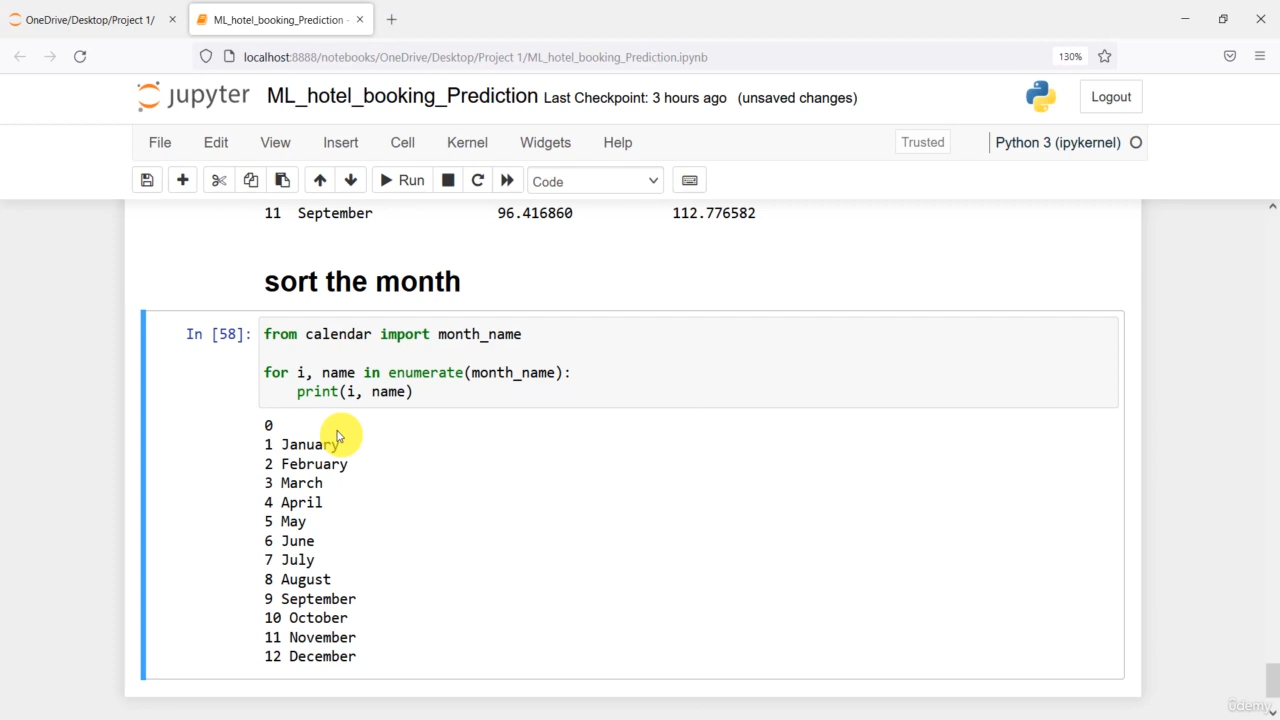 OneDrive/Desktop/Project 1/
ML_hotel_booking_Prediction -
localhost:8888/notebooks/OneDrive/Desktop/Project 1/ML_hotel_booking_Prediction.ipynb
130%
jupyter
ML_hotel_booking_Prediction Last Checkpoint: 3 hours ago (unsaved changes)
Logout
File Edit View Insert Cell Kernel Widgets Help
Trusted
Python 3 (ipykernel)
Run
Code
11 September 96.416860 112.776582
sort the month
In [58]: from calendar import month_name
for i, name in enumerate(month_name):
print(i, name)
0
1 January
2 February
3 March
4 April
5 May
6 June
7 July
8 August
9 September
10 October
11 November
12 December
ûdemy